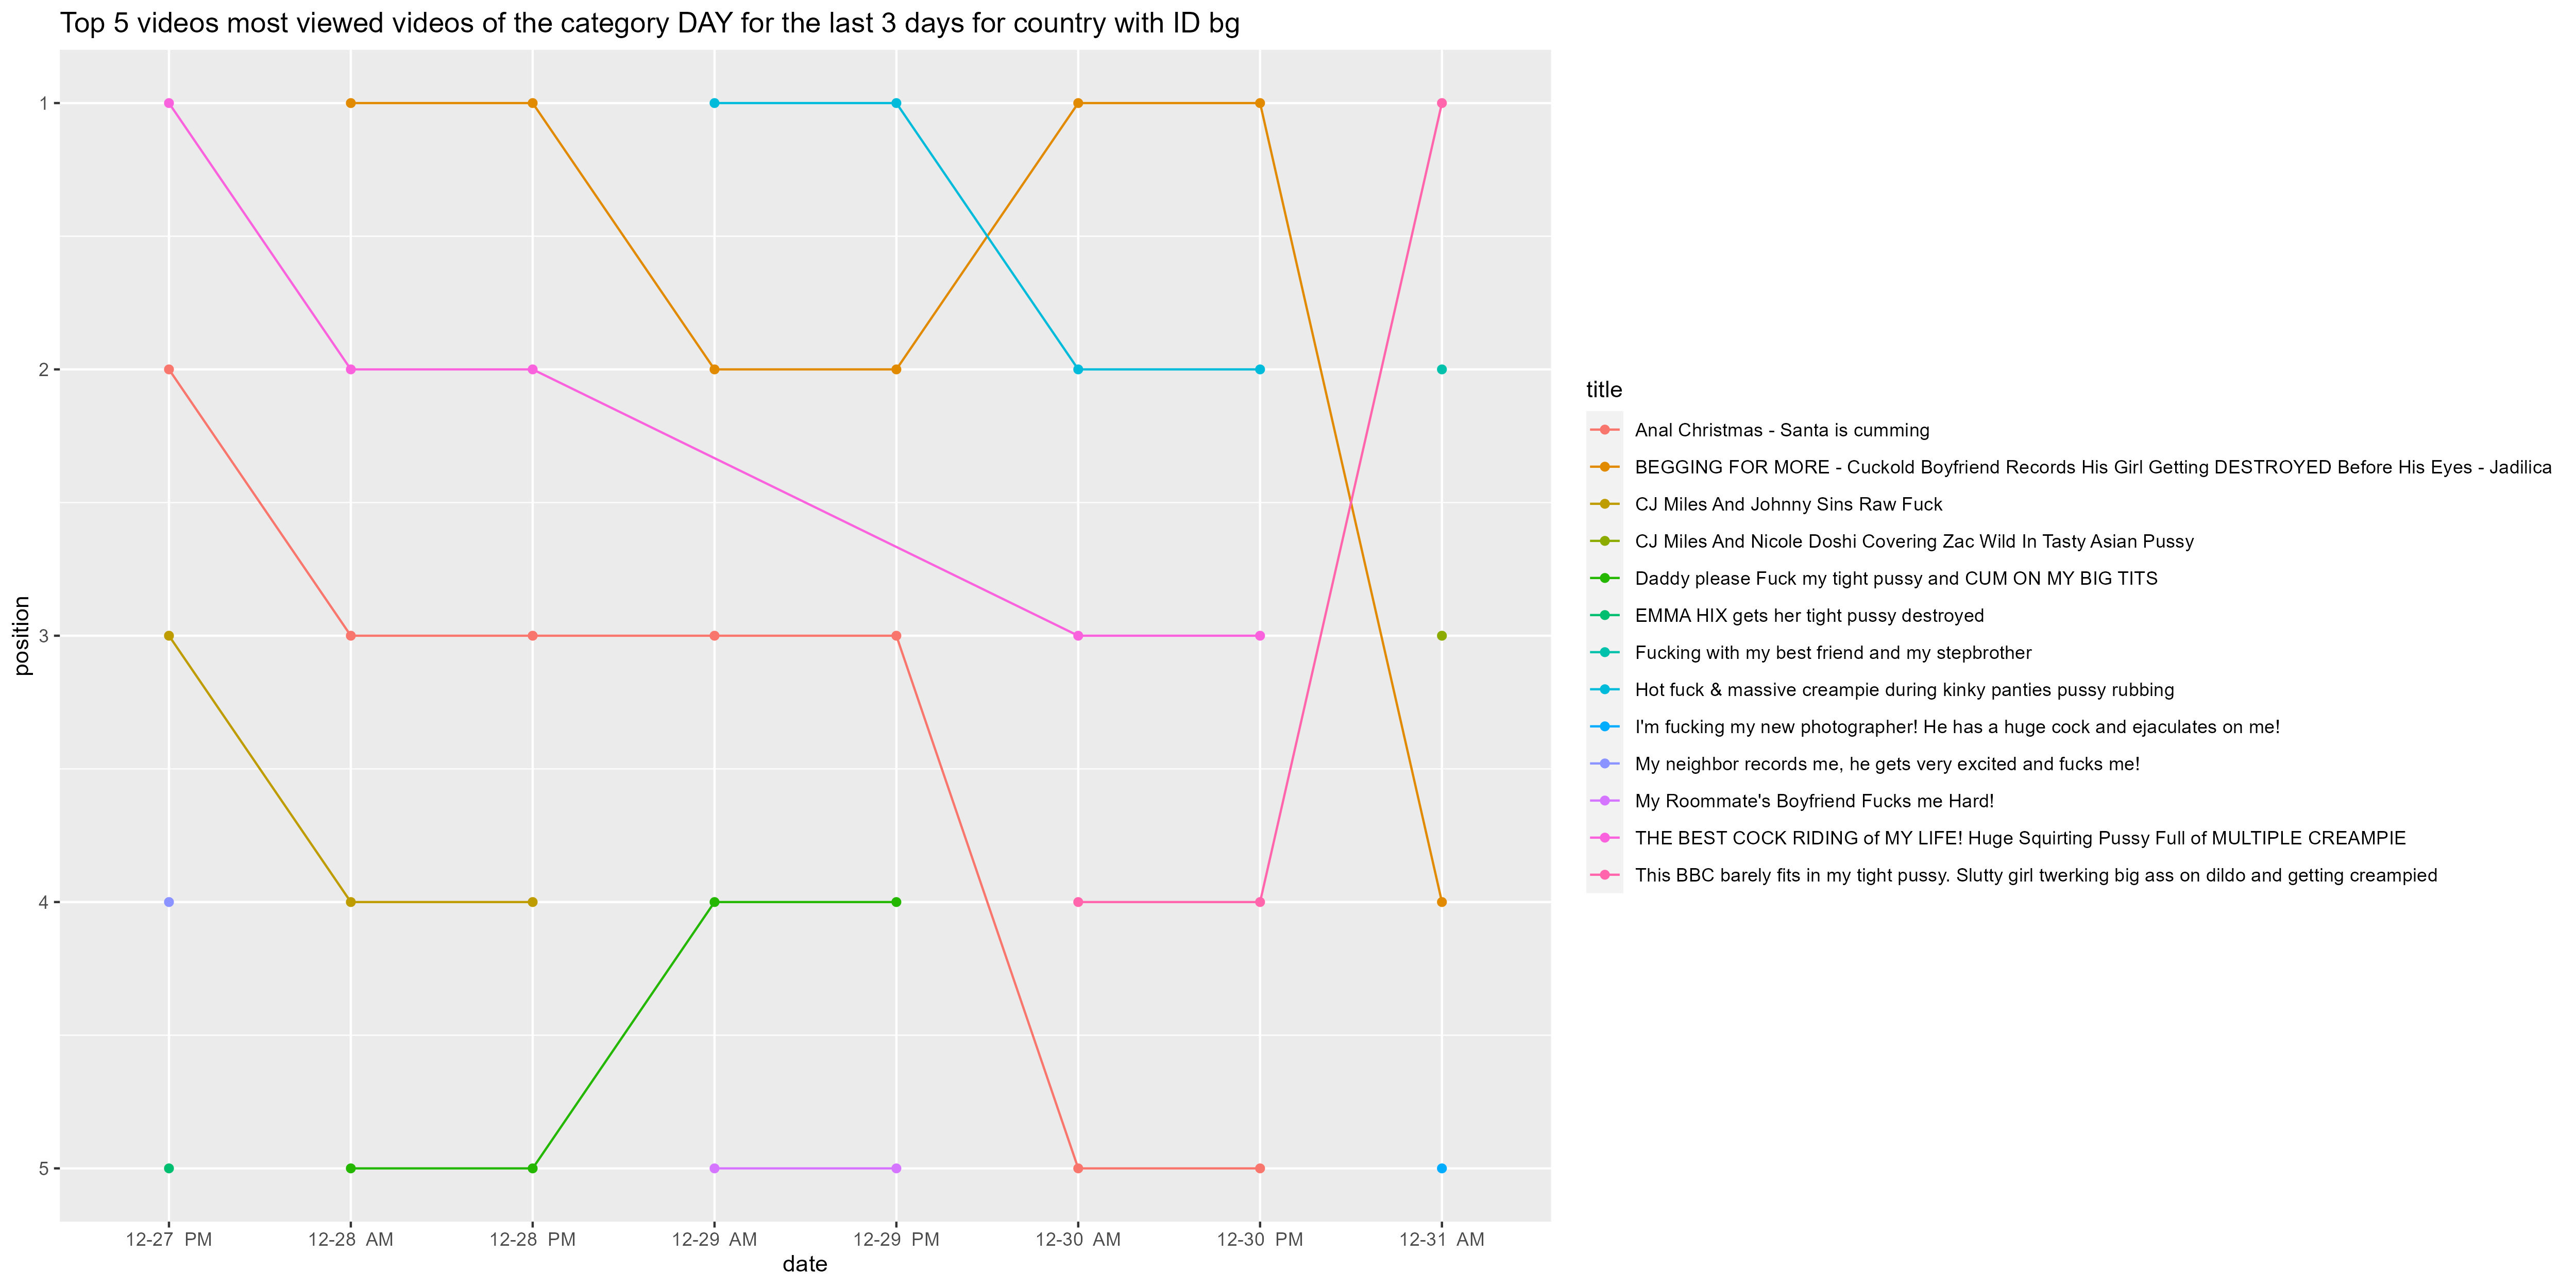 Top 5 videos most viewed videos of the category DAY for the last 3 days for country with ID bg
position
1
2
3
4
5
12-27 PM
12-28 AM
12-28 PM
12-29 AM
12-29 PM
12-30 AM
12-30 PM
12-31 AM
date
title
Anal Christmas - Santa is cumming
BEGGING FOR MORE - Cuckold Boyfriend Records His Girl Getting DESTROYED Before His Eyes - Jadilica
CJ Miles And Johnny Sins Raw Fuck
CJ Miles And Nicole Doshi Covering Zac Wild In Tasty Asian Pussy
Daddy please Fuck my tight pussy and CUM ON MY BIG TITS
EMMA HIX gets her tight pussy destroyed
Fucking with my best friend and my stepbrother
Hot fuck & massive creampie during kinky panties pussy rubbing
I'm fucking my new photographer! He has a huge cock and ejaculates on me!
My neighbor records me, he gets very excited and fucks me!
My Roommate's Boyfriend Fucks me Hard!
THE BEST COCK RIDING of MY LIFE! Huge Squirting Pussy Full of MULTIPLE CREAMPIE
This BBC barely fits in my tight pussy. Slutty girl twerking big ass on dildo and getting creampied